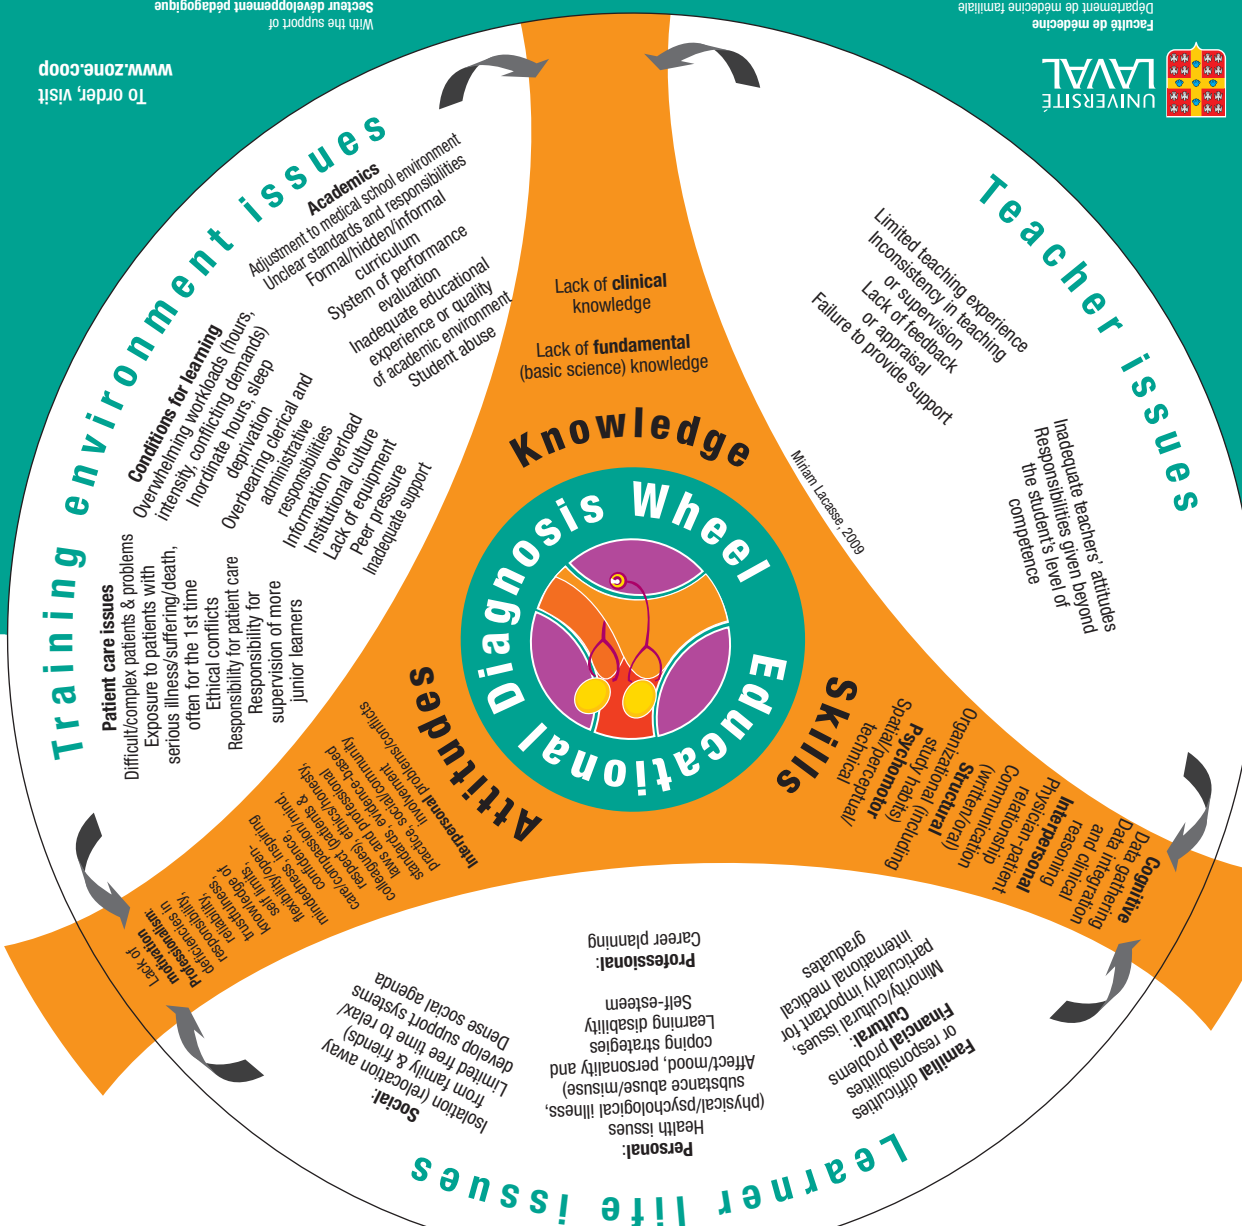 With the support of
Secteur développement pédagogique
To order, visit
www.zone.coop
Faculté de médecine
Département de médecine familiale
UNIVERSITÉ
LAVAL
Training environment issues
Academics
Adjustment to medical school environment
Unclear standards and responsibilities
Formal/hidden/informal
curriculum
System of performance
evaluation
Inadequate educational
experience or quality
of academic environment
Student abuse
Conditions for learning
Overwhelming workloads (hours,
intensity, conflicting demands)
Inordinate hours, sleep
deprivation
Overbearing clerical and
administrative
responsibilities
Information overload
Institutional culture
Lack of equipment
Peer pressure
Inadequate support
Patient care issues
Difficult/complex patients & problems
Exposure to patients with
serious illness/suffering/death,
often for the 1st time
Ethical conflicts
Responsibility for patient care
Responsibility for
supervision of more
junior learners
Lack of clinical
knowledge
Lack of fundamental
(basic science) knowledge
Knowledge
Educational Diagnosis Wheel
Miriam Lacasse, 2009
Teacher issues
Limited teaching experience
Inconsistency in teaching
or supervision
Lack of feedback
or appraisal
Failure to provide support
Inadequate teachers' attitudes
Responsibilities given beyond
the student's level of
competence
Skills
Cognitive
Data gathering
Data integration
and clinical
reasoning
Interpersonal
Physician-patient
relationship
Communication
(written/oral)
Structural
Organizational (including
study habits)
Psychomotor
Spatial/perceptual/
technical
Attitudes
Lack of
motivation
Professionalism:
deficiencies in
responsibility,
reliability,
trustfulness,
knowledge of
self limits,
flexibility/open-
mindedness, inspiring
confidence,
care/compassion/mind,
respect (patients &
colleagues), ethics/honesty,
laws and professional
standards, evidence-based
practice, social/community
involvement
Interpersonal problems/conflicts
Learner life issues
Familial difficulties
or responsibilities
Financial problems
Cultural:
Minority/cultural issues,
particularly important for
international medical
graduates
Personal:
Health issues
(physical/psychological illness,
substance abuse/misuse)
Affect/mood, personality and
coping strategies
Learning disability
Self-esteem
Professional:
Career planning
Social:
Isolation (relocation away
from family & friends)
Limited free time to relax/
develop support systems
Dense social agenda